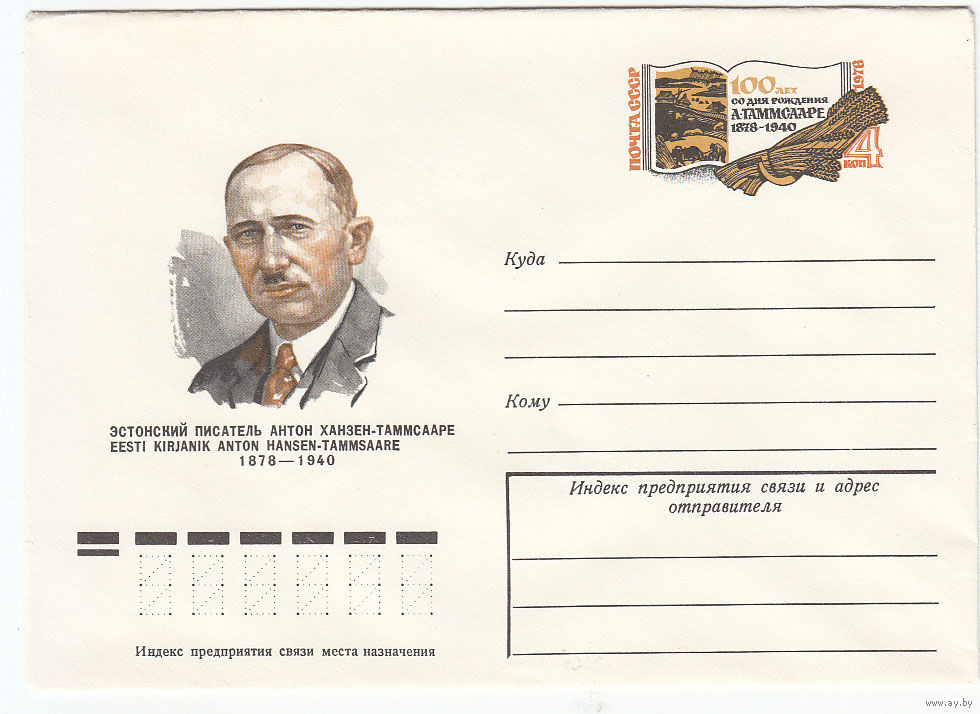 ПОЧТА СССР
100 ЛЕТ
СО ДНЯ РОЖДЕНИЯ
А·ТАММСААРЕ
1878-1940
1978
4
КОП
Куда
Кому
ЭСТОНСКИЙ ПИСАТЕЛЬ АНТОН ХАНЗЕН-ТАММСААРЕ
EESTI KIRJANIK ANTON HANSEN-TAMMSAARE
1878—1940
Индекс предприятия связи и адрес
отправителя
Индекс предприятия связи места назначения
www.ay.by